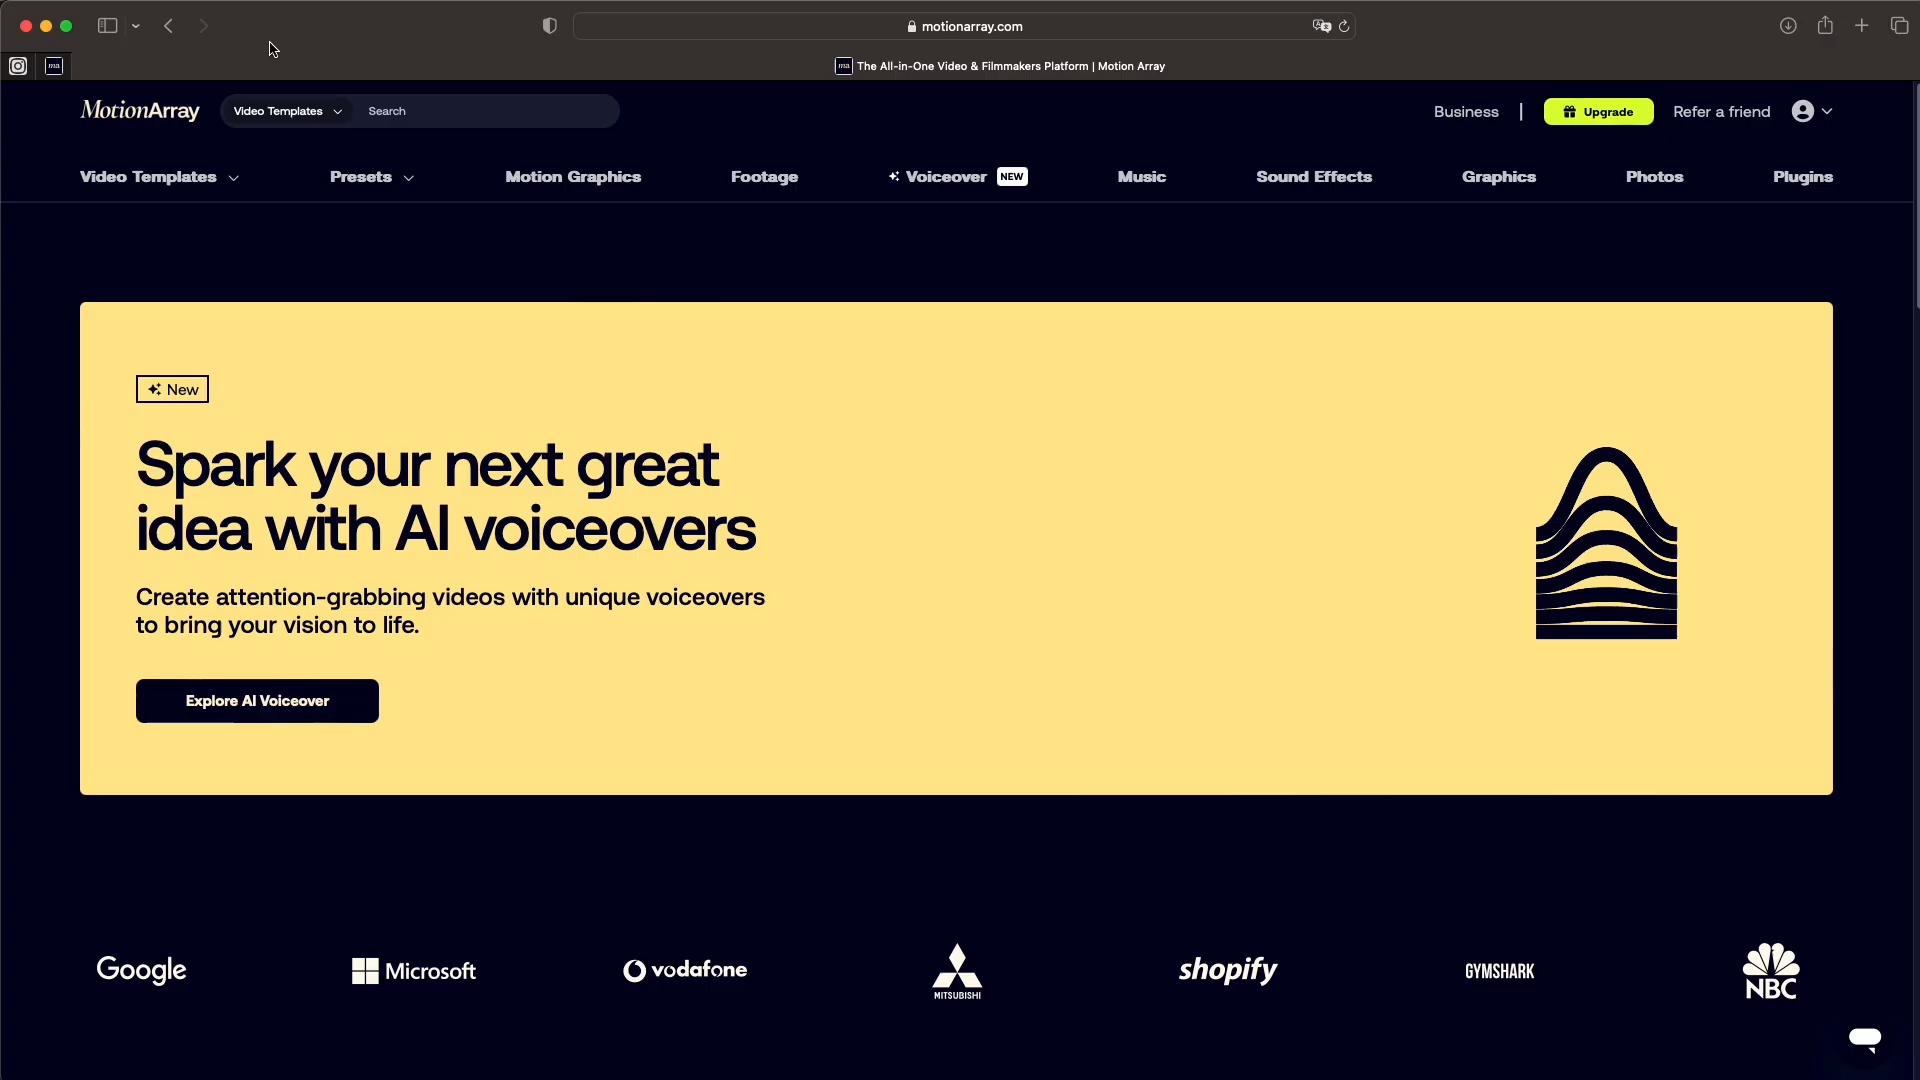 motionarray.com
ma
ma The All-in-One Video & Filmmakers Platform | Motion Array
MotionArray
Video Templates
Search
Business |
Upgrade
Refer a friend
Video Templates
Presets
Motion Graphics
Footage
Voiceover NEW
Music
Sound Effects
Graphics
Photos
Plugins
New
Spark your next great
idea with AI voiceovers
Create attention-grabbing videos with unique voiceovers
to bring your vision to life.
Explore AI Voiceover
Google
Microsoft
vodafone
MITSUBISHI
shopify
GYMSHARK
NBC